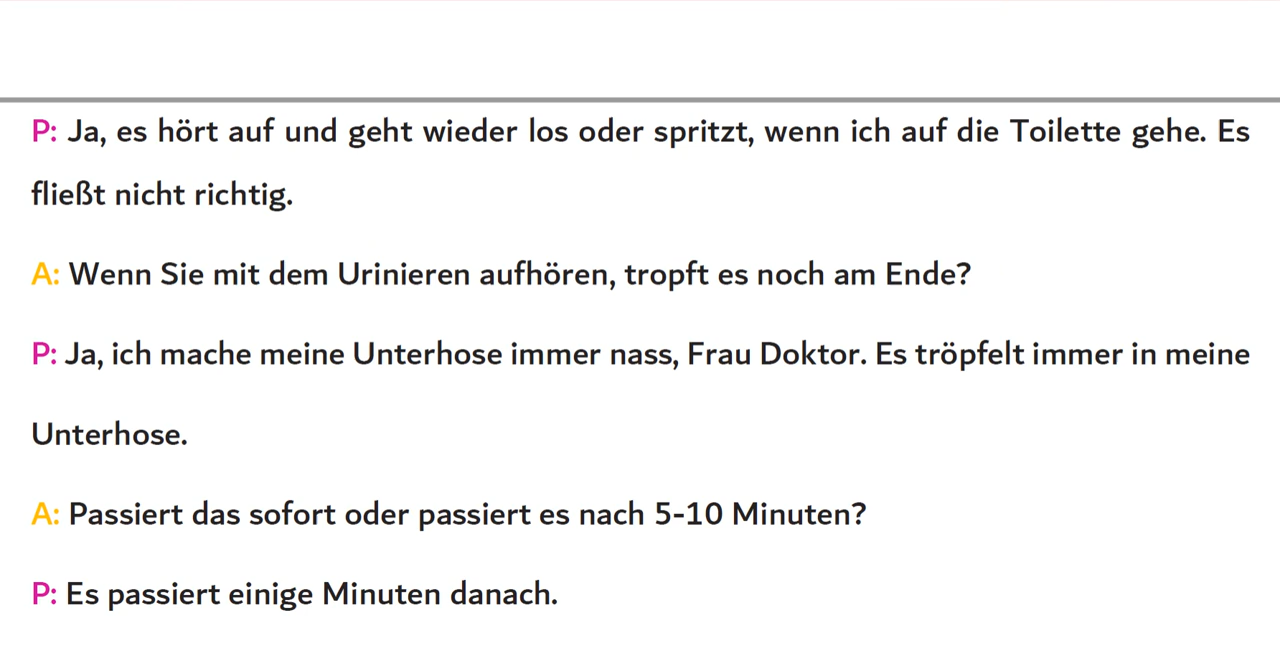 P: Ja, es hört auf und geht wieder los oder spritzt, wenn ich auf die Toilette gehe. Es
fließt nicht richtig.
A: Wenn Sie mit dem Urinieren aufhören, tropft es noch am Ende?
P: Ja, ich mache meine Unterhose immer nass, Frau Doktor. Es tröpfelt immer in meine
Unterhose.
A: Passiert das sofort oder passiert es nach 5-10 Minuten?
P: Es passiert einige Minuten danach.